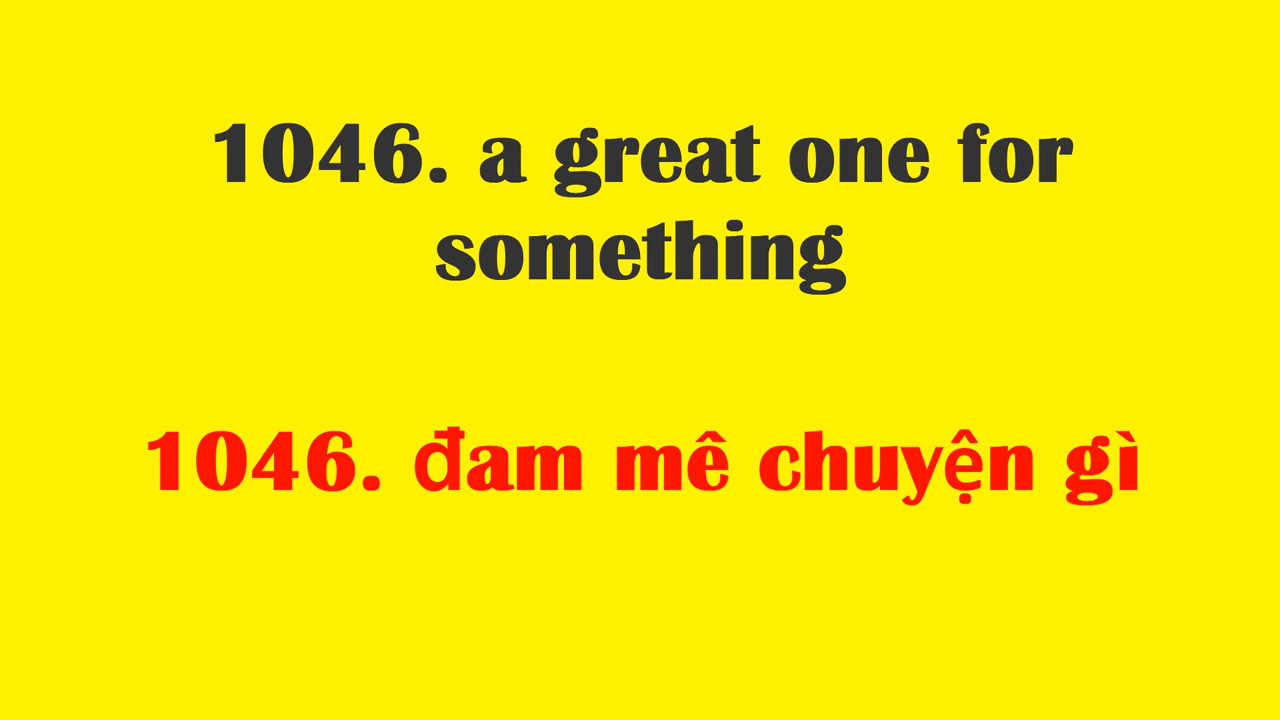 1046. a great one for
something
1046. đam mê chuyện gì